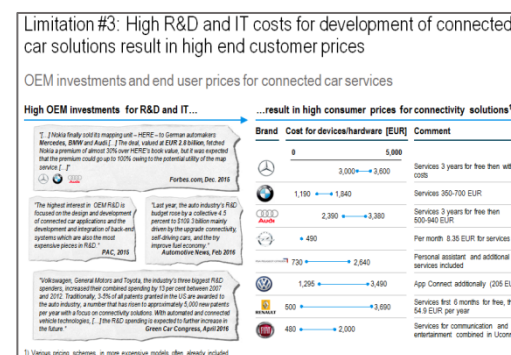 Limitation #3: High R&D and IT costs for development of connected
car solutions result in high end customer prices
OEM investments and end user prices for connected car services
High OEM investments for R&D and IT…
"[…] Nokia finally sold its mapping unit – HERE – to German automakers
Mercedes, BMW and Audi […] The deal, valued at EUR 2.8 billion, fetched
Nokia a premium of almost 30% over HERE's book value, but it was expected
that the premium could go up to 100% owing to the potential utility of the map
service […]"
Forbes.com, Dec. 2015
"The highest interest in OEM R&D is
focused on the design and development
of connected car applications and the
development and integration of back-end
systems which are also the most
expensive pieces in R&D."
PAC, 2015
"Last year, the auto industry's R&D
budget rose by a collective 4.5
percent to $109.3 billion mainly
driven by the upgrade connectivity,
self-driving cars, and the try
improve fuel economy."
Automotive News, Feb 2016
"Volkswagen, General Motors and Toyota, the industry's three biggest R&D
spenders, increased their additional combined spending by 13 per cent between 2007
and 2012. Traditionally, 3-5% of all patents granted in the US are awarded to
the auto industry, a number that has risen to approximately 5,000 new patents
per year with a focus on connectivity solutions. With automated and connected
vehicle technologies, […] the R&D spending is expected to further increase in
the future."
Green Car Congress, April 2016
…result in high consumer prices for connectivity solutions¹
Brand Cost for devices/hardware [EUR] Comment
0 5,000
3,000 3,600 Services 3 years for free then with
costs
1,190 1,840 Services 350-700 EUR
Audi 2,390 3,380 Services 3 years for free then
500-940 EUR
490 Per month 8.35 EUR for services
730 2,640 Personal assistant and additional
services included
1,295 3,490 App Connect additionally (205 EU
RENAULT 500 3,690 Services first 6 months for free, th
54.9 EUR per year
FIAT 480 2,000 Services for communication and
entertainment combined in Uconn
1) Various pricing schemes, in more expensive models often already included